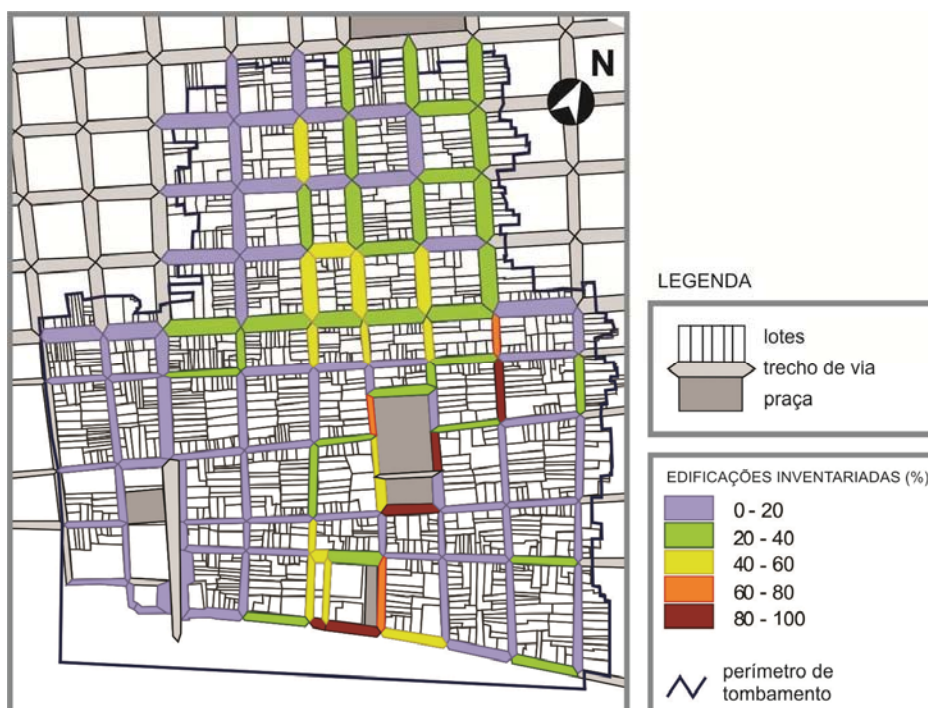 N
LEGENDA
lotes
trecho de via
praça
EDIFICAÇÕES INVENTARIADAS (%)
0 - 20
20 - 40
40 - 60
60 - 80
80 - 100
perímetro de
tombamento